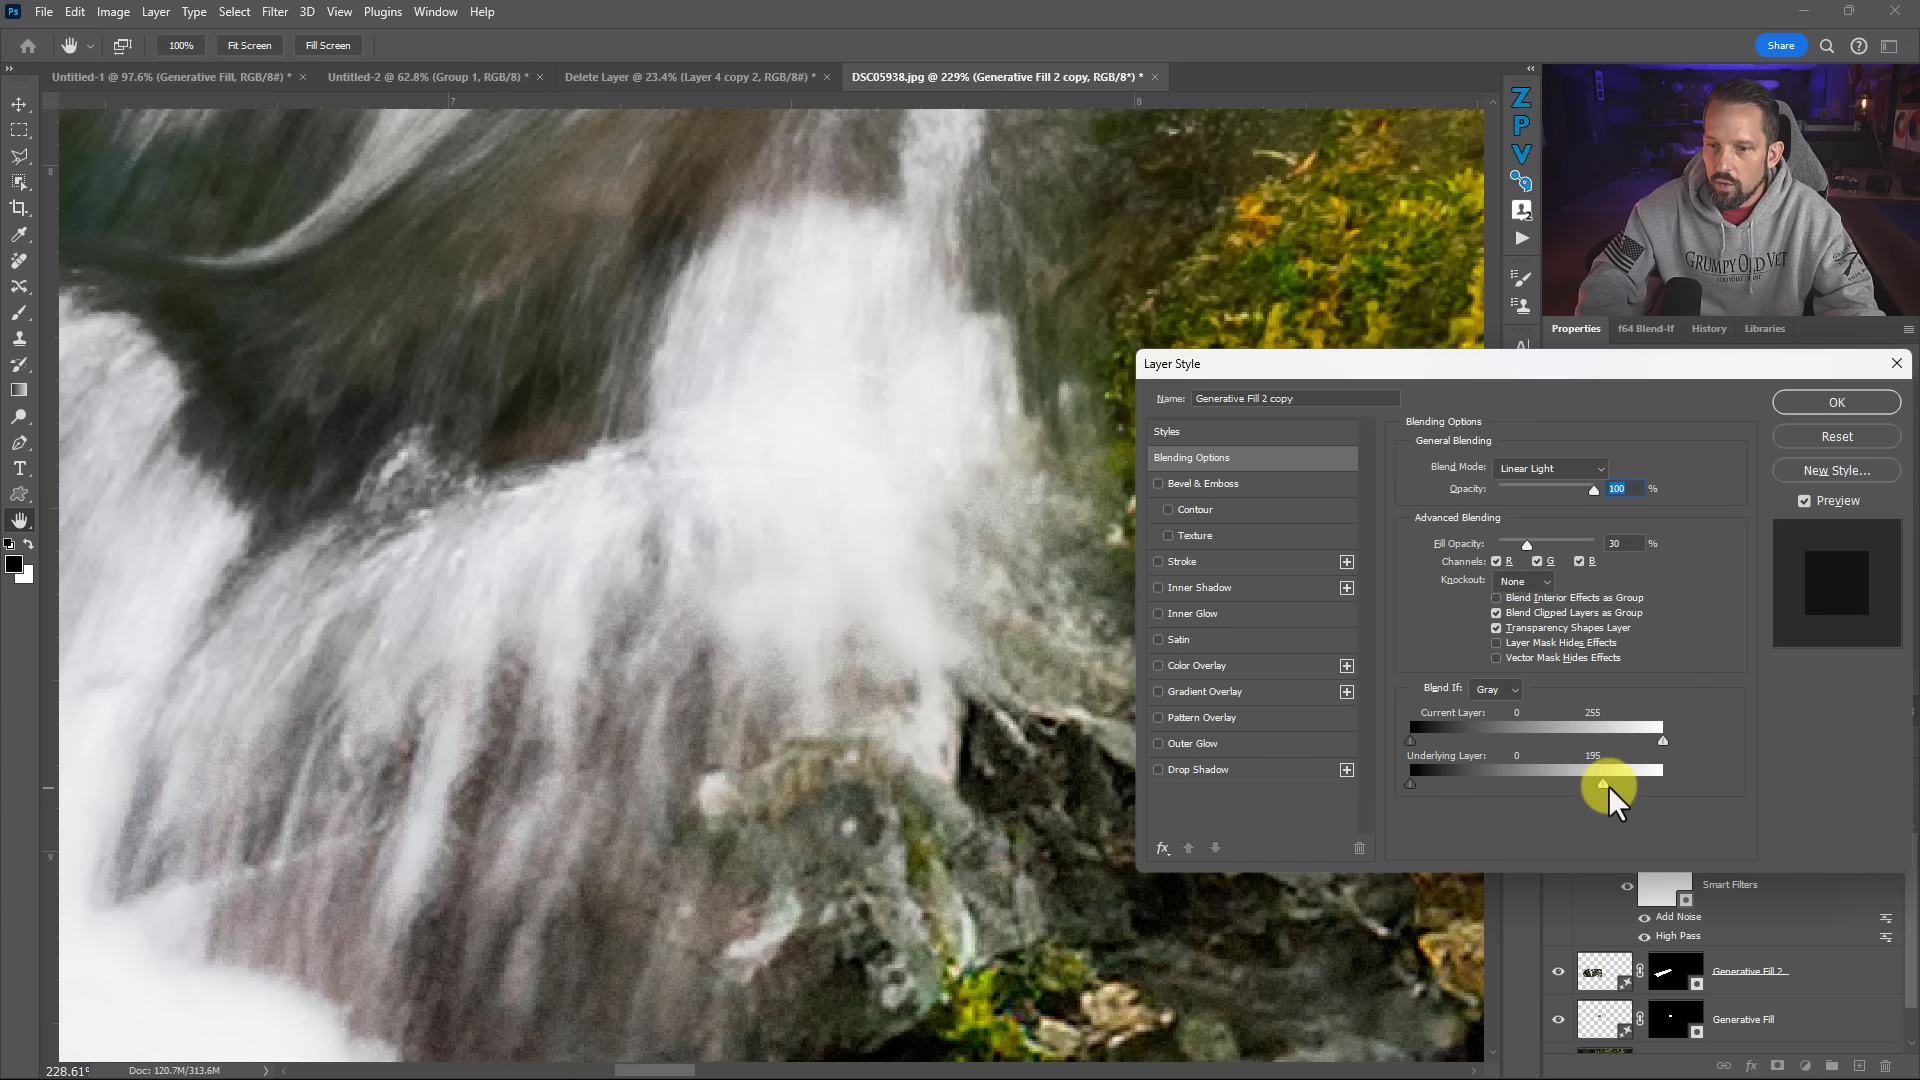 Ps File Edit Image Layer Type Select Filter 3D View Plugins Window Help
100% Fit Screen Fill Screen Share
Untitled-1 @ 97.6% (Generative Fill, RGB/8#) * Untitled-2 @ 62.8% (Group 1, RGB/8) * Delete Layer @ 23.4% (Layer 4 copy 2, RGB/8#) * DSC05938.jpg @ 229% (Generative Fill 2 copy, RGB/8*) *
7 8
Z
P
V
8
9
GRUMPY OLD VET
Properties f64 Blend-If History Libraries
Layer Style
Name: Generative Fill 2 copy
Styles
Blending Options
Bevel & Emboss
Contour
Texture
Stroke
Inner Shadow
Inner Glow
Satin
Color Overlay
Gradient Overlay
Pattern Overlay
Outer Glow
Drop Shadow
fx
Blending Options
General Blending
Blend Mode: Linear Light
Opacity: 100 %
Advanced Blending
Fill Opacity: 30 %
Channels: R G B
Knockout: None
Blend Interior Effects as Group
Blend Clipped Layers as Group
Transparency Shapes Layer
Layer Mask Hides Effects
Vector Mask Hides Effects
Blend If: Gray
Current Layer: 0 255
Underlying Layer: 0 195
OK
Reset
New Style...
Preview
Smart Filters
Add Noise
High Pass
Generative Fill 2
Generative Fill
fx
Doc: 120.7M/313.6M